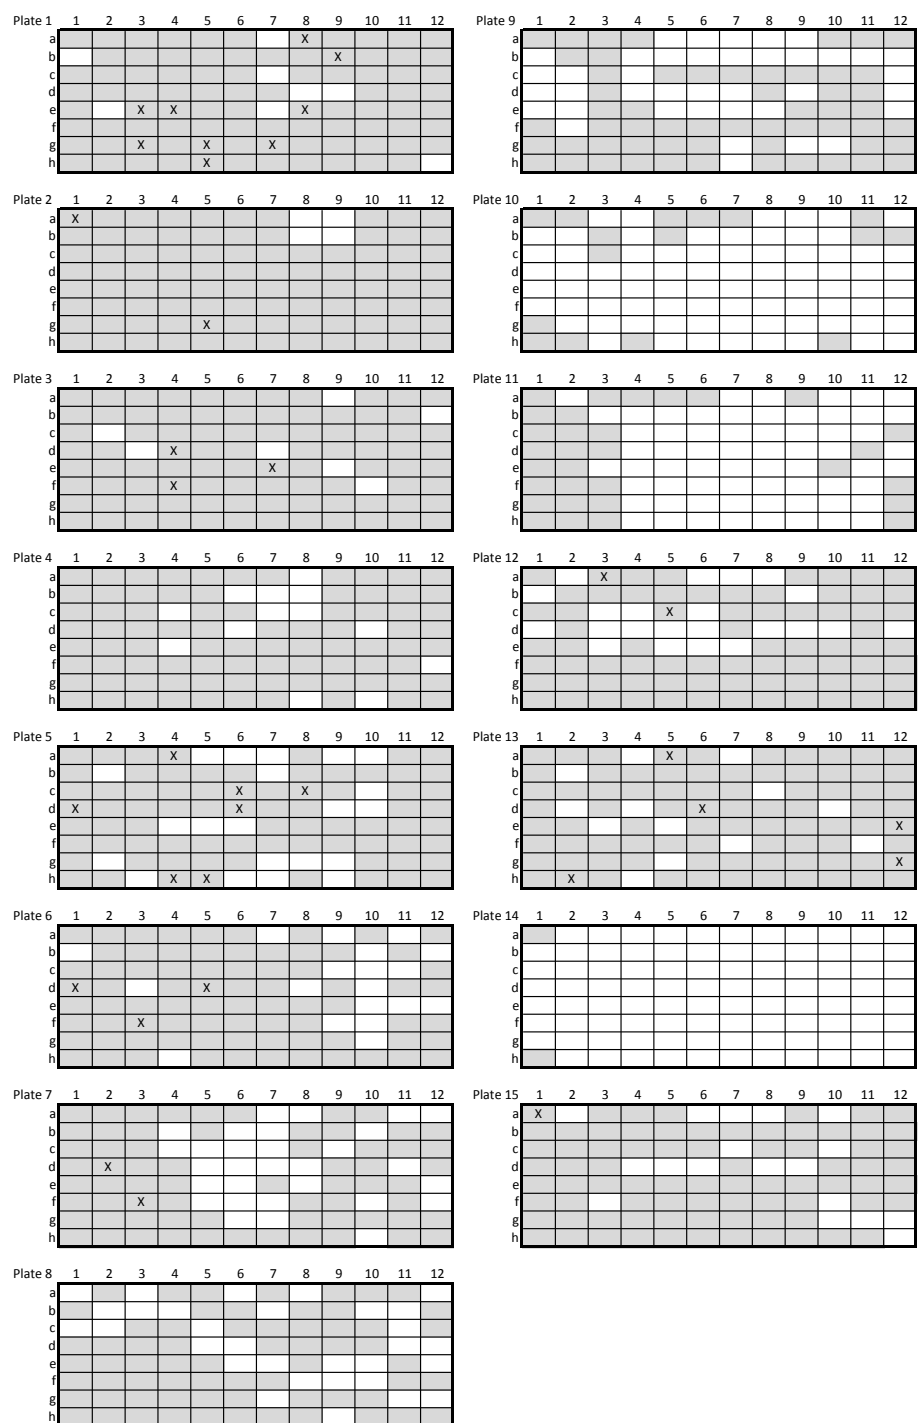 Plate 1 1 2 3 4 5 6 7 8 9 10 11 12
a X
b X
c
d
e X X X
f
g X X X
h X
Plate 2 1 2 3 4 5 6 7 8 9 10 11 12
a X
b
c
d
e
f
g X
h
Plate 3 1 2 3 4 5 6 7 8 9 10 11 12
a
b
c
d X
e X
f X
g
h
Plate 4 1 2 3 4 5 6 7 8 9 10 11 12
a
b
c
d
e
f
g
h
Plate 5 1 2 3 4 5 6 7 8 9 10 11 12
a X
b
c X X
d X X
e
f
g
h X X
Plate 6 1 2 3 4 5 6 7 8 9 10 11 12
a
b
c
d X X
e
f X
g
h
Plate 7 1 2 3 4 5 6 7 8 9 10 11 12
a
b
c
d X
e
f X
g
h
Plate 8 1 2 3 4 5 6 7 8 9 10 11 12
a
b
c
d
e
f
g
h
Plate 9 1 2 3 4 5 6 7 8 9 10 11 12
a
b
c
d
e
f
g
h
Plate 10 1 2 3 4 5 6 7 8 9 10 11 12
a
b
c
d
e
f
g
h
Plate 11 1 2 3 4 5 6 7 8 9 10 11 12
a
b
c
d
e
f
g
h
Plate 12 1 2 3 4 5 6 7 8 9 10 11 12
a X
b
c X
d
e
f
g
h
Plate 13 1 2 3 4 5 6 7 8 9 10 11 12
a X
b
c
d X
e X
f
g X
h X
Plate 14 1 2 3 4 5 6 7 8 9 10 11 12
a
b
c
d
e
f
g
h
Plate 15 1 2 3 4 5 6 7 8 9 10 11 12
a X
b
c
d
e
f
g
h